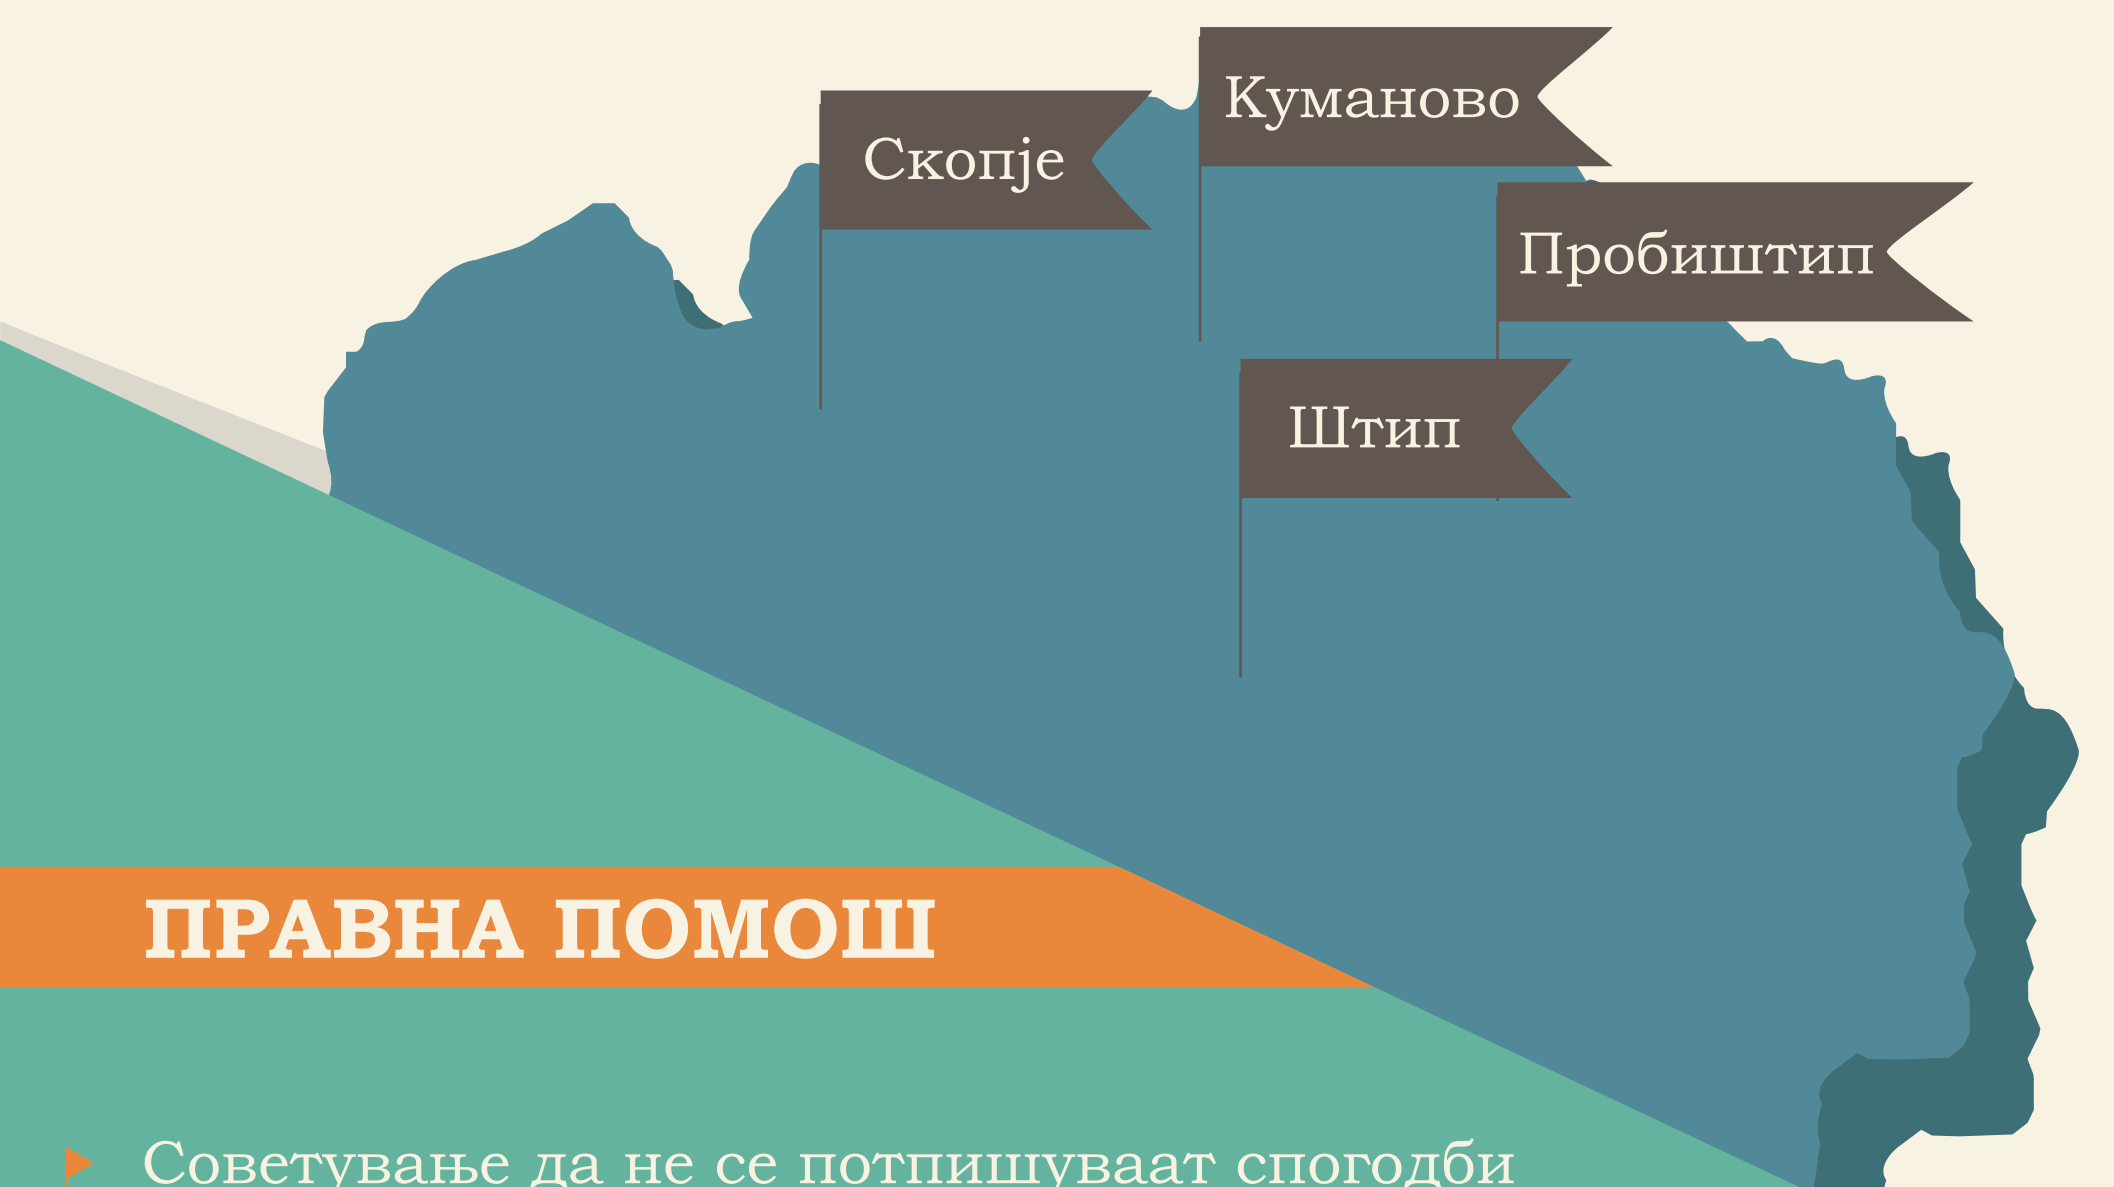 Куманово
Скопје
Пробиштип
Штип
ПРАВНА ПОМОШ
Советување да не се потпишуваат спогодби